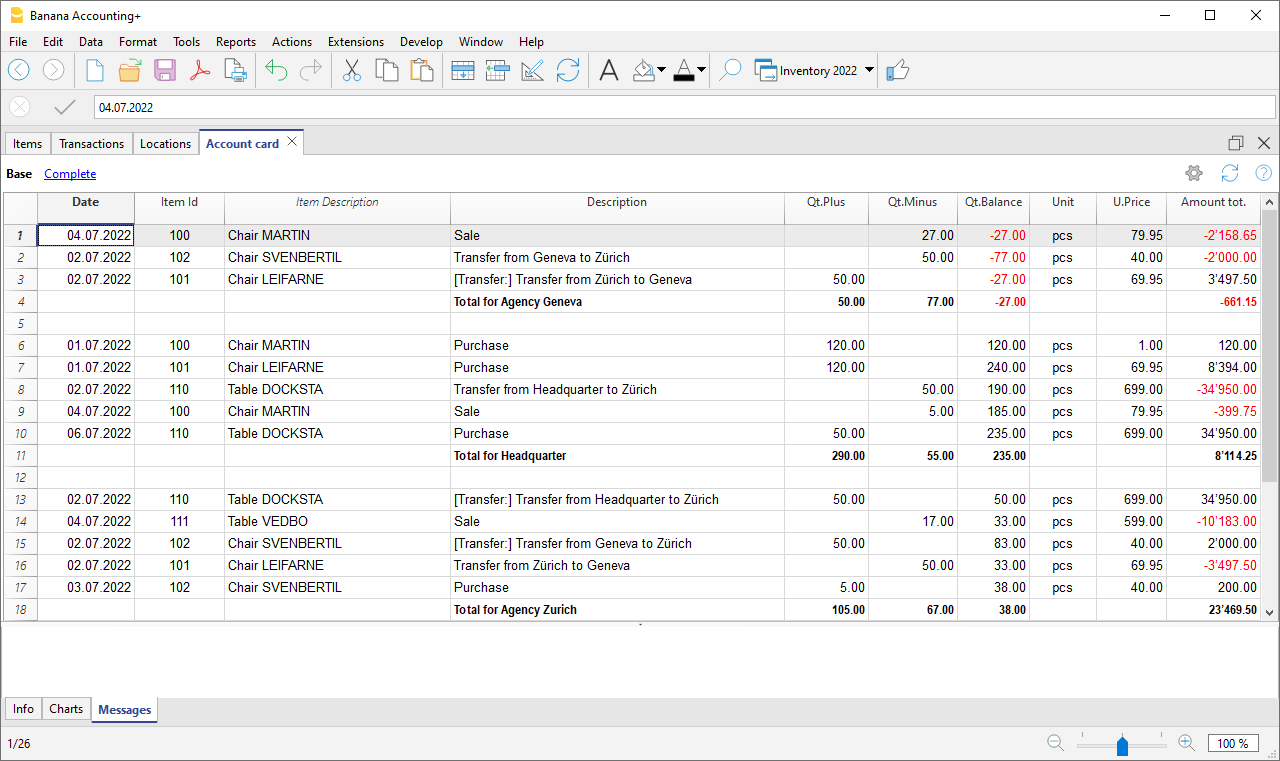 Banana Accounting+
File Edit Data Format Tools Reports Actions Extensions Develop Window Help
Inventory 2022
04.07.2022
Items Transactions Locations Account card
Base Complete
Date Item Id Item Description Description Qt.Plus Qt.Minus Qt.Balance Unit U.Price Amount tot.
1 04.07.2022 100 Chair MARTIN Sale 27.00 -27.00 pcs 79.95 -2'158.65
2 02.07.2022 102 Chair SVENBERTIL Transfer from Geneva to Zürich 50.00 -77.00 pcs 40.00 -2'000.00
3 02.07.2022 101 Chair LEIFARNE [Transfer:] Transfer from Zürich to Geneva 50.00 -27.00 pcs 69.95 3'497.50
4 Total for Agency Geneva 50.00 77.00 -27.00 -661.15
5
6 01.07.2022 100 Chair MARTIN Purchase 120.00 120.00 pcs 1.00 120.00
7 01.07.2022 101 Chair LEIFARNE Purchase 120.00 240.00 pcs 69.95 8'394.00
8 02.07.2022 110 Table DOCKSTA Transfer from Headquarter to Zürich 50.00 190.00 pcs 699.00 -34'950.00
9 04.07.2022 100 Chair MARTIN Sale 5.00 185.00 pcs 79.95 -399.75
10 06.07.2022 110 Table DOCKSTA Purchase 50.00 235.00 pcs 699.00 34'950.00
11 Total for Headquarter 290.00 55.00 235.00 8'114.25
12
13 02.07.2022 110 Table DOCKSTA [Transfer:] Transfer from Headquarter to Zürich 50.00 50.00 pcs 699.00 34'950.00
14 04.07.2022 111 Table VEDBO Sale 17.00 33.00 pcs 599.00 -10'183.00
15 02.07.2022 102 Chair SVENBERTIL [Transfer:] Transfer from Geneva to Zürich 50.00 83.00 pcs 40.00 2'000.00
16 02.07.2022 101 Chair LEIFARNE Transfer from Zürich to Geneva 50.00 33.00 pcs 69.95 -3'497.50
17 03.07.2022 102 Chair SVENBERTIL Purchase 5.00 38.00 pcs 40.00 200.00
18 Total for Agency Zurich 105.00 67.00 38.00 23'469.50
Info Charts Messages
1/26 100 %